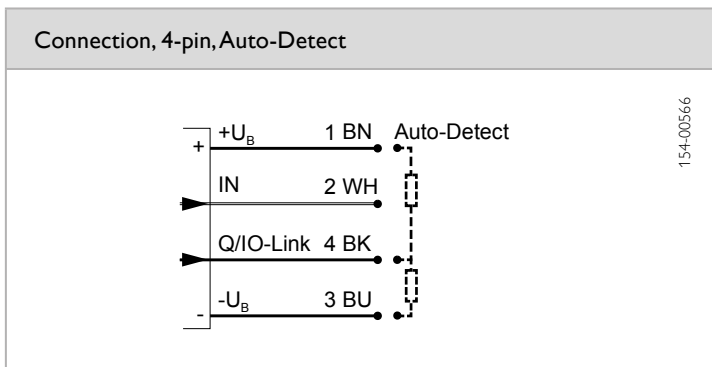 Connection, 4-pin, Auto-Detect
154-00566
+U_B 1 BN Auto-Detect
+
IN 2 WH
Q/IO-Link 4 BK
-U_B 3 BU
-